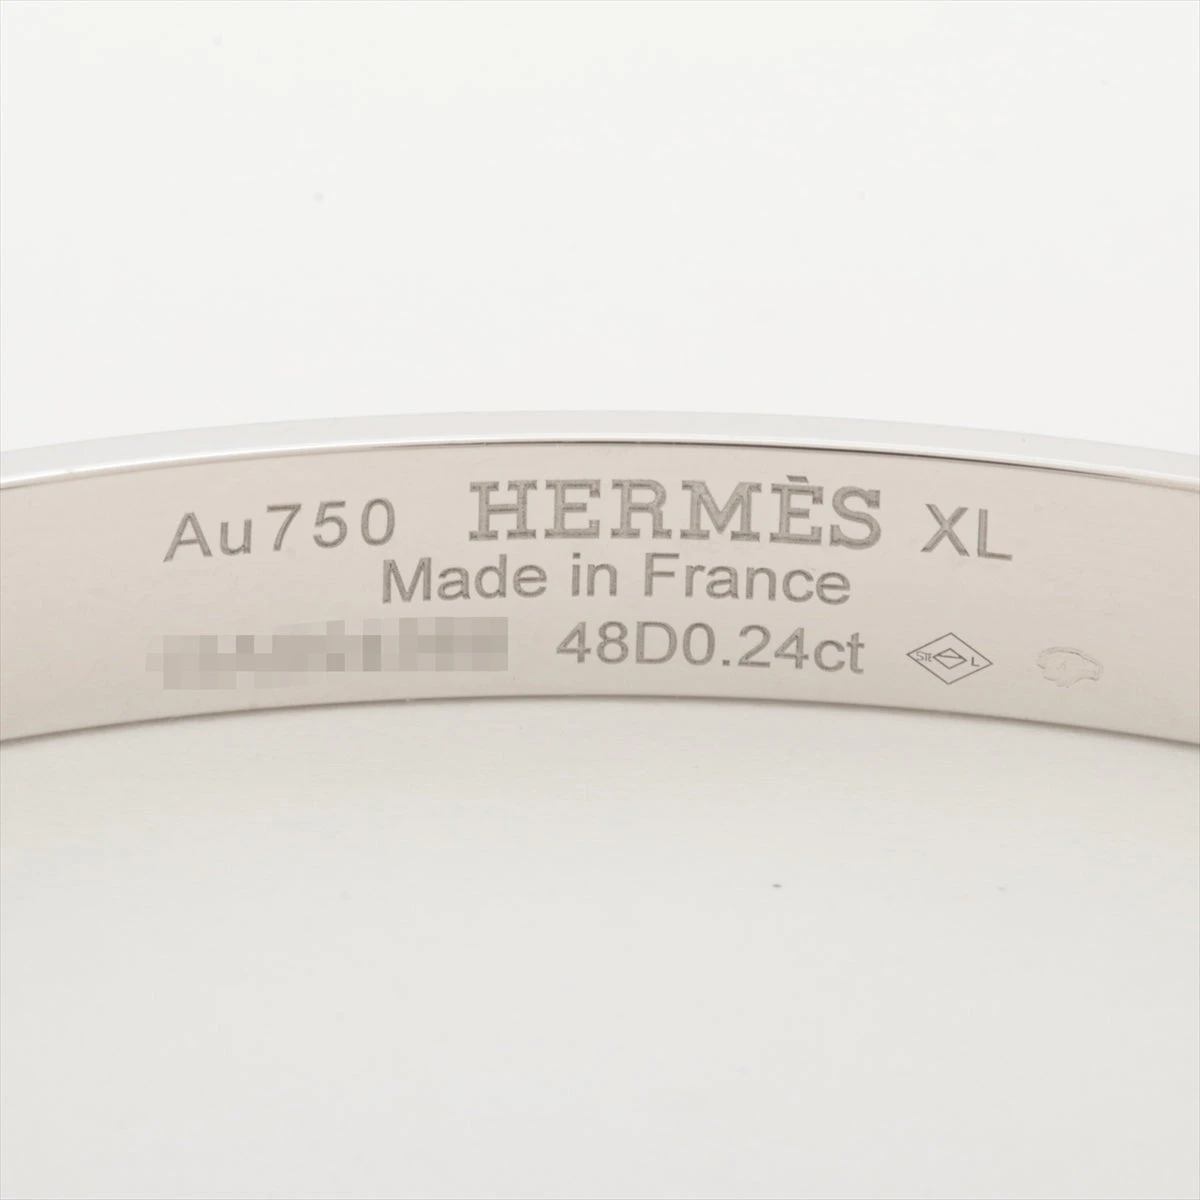 Au750 HERMÈS XL
Made in France
48D0.24ct